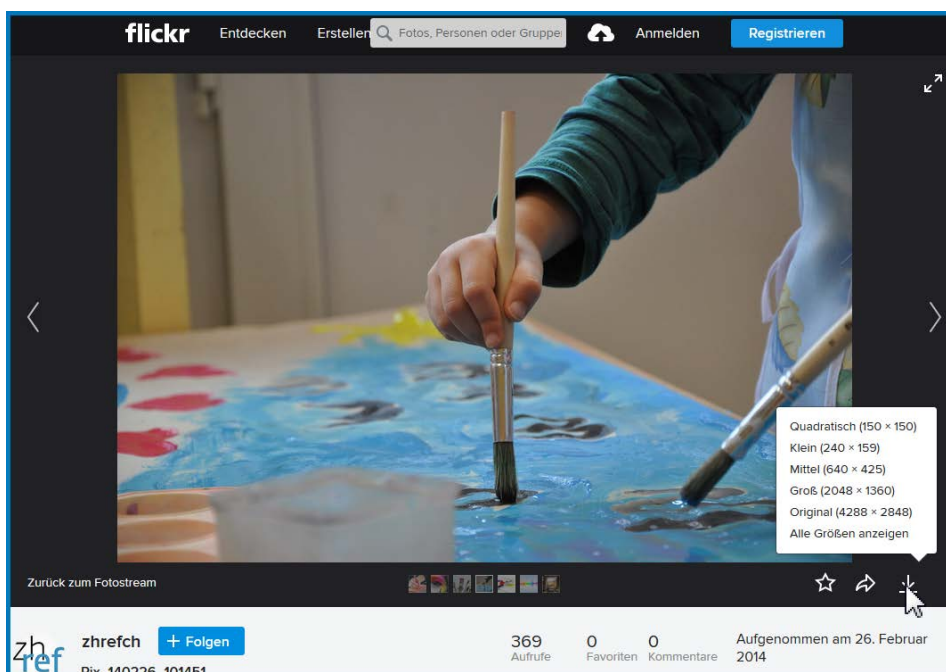 flickr Entdecken Erstellen Fotos, Personen oder Gruppe Anmelden Registrieren
Quadratisch (150 × 150)
Klein (240 × 159)
Mittel (640 × 425)
Groß (2048 × 1360)
Original (4288 × 2848)
Alle Größen anzeigen
Zurück zum Fotostream
zhref
zhrefch + Folgen
Pix_140226_101451
369 Aufrufe
0 Favoriten
0 Kommentare
Aufgenommen am 26. Februar
2014